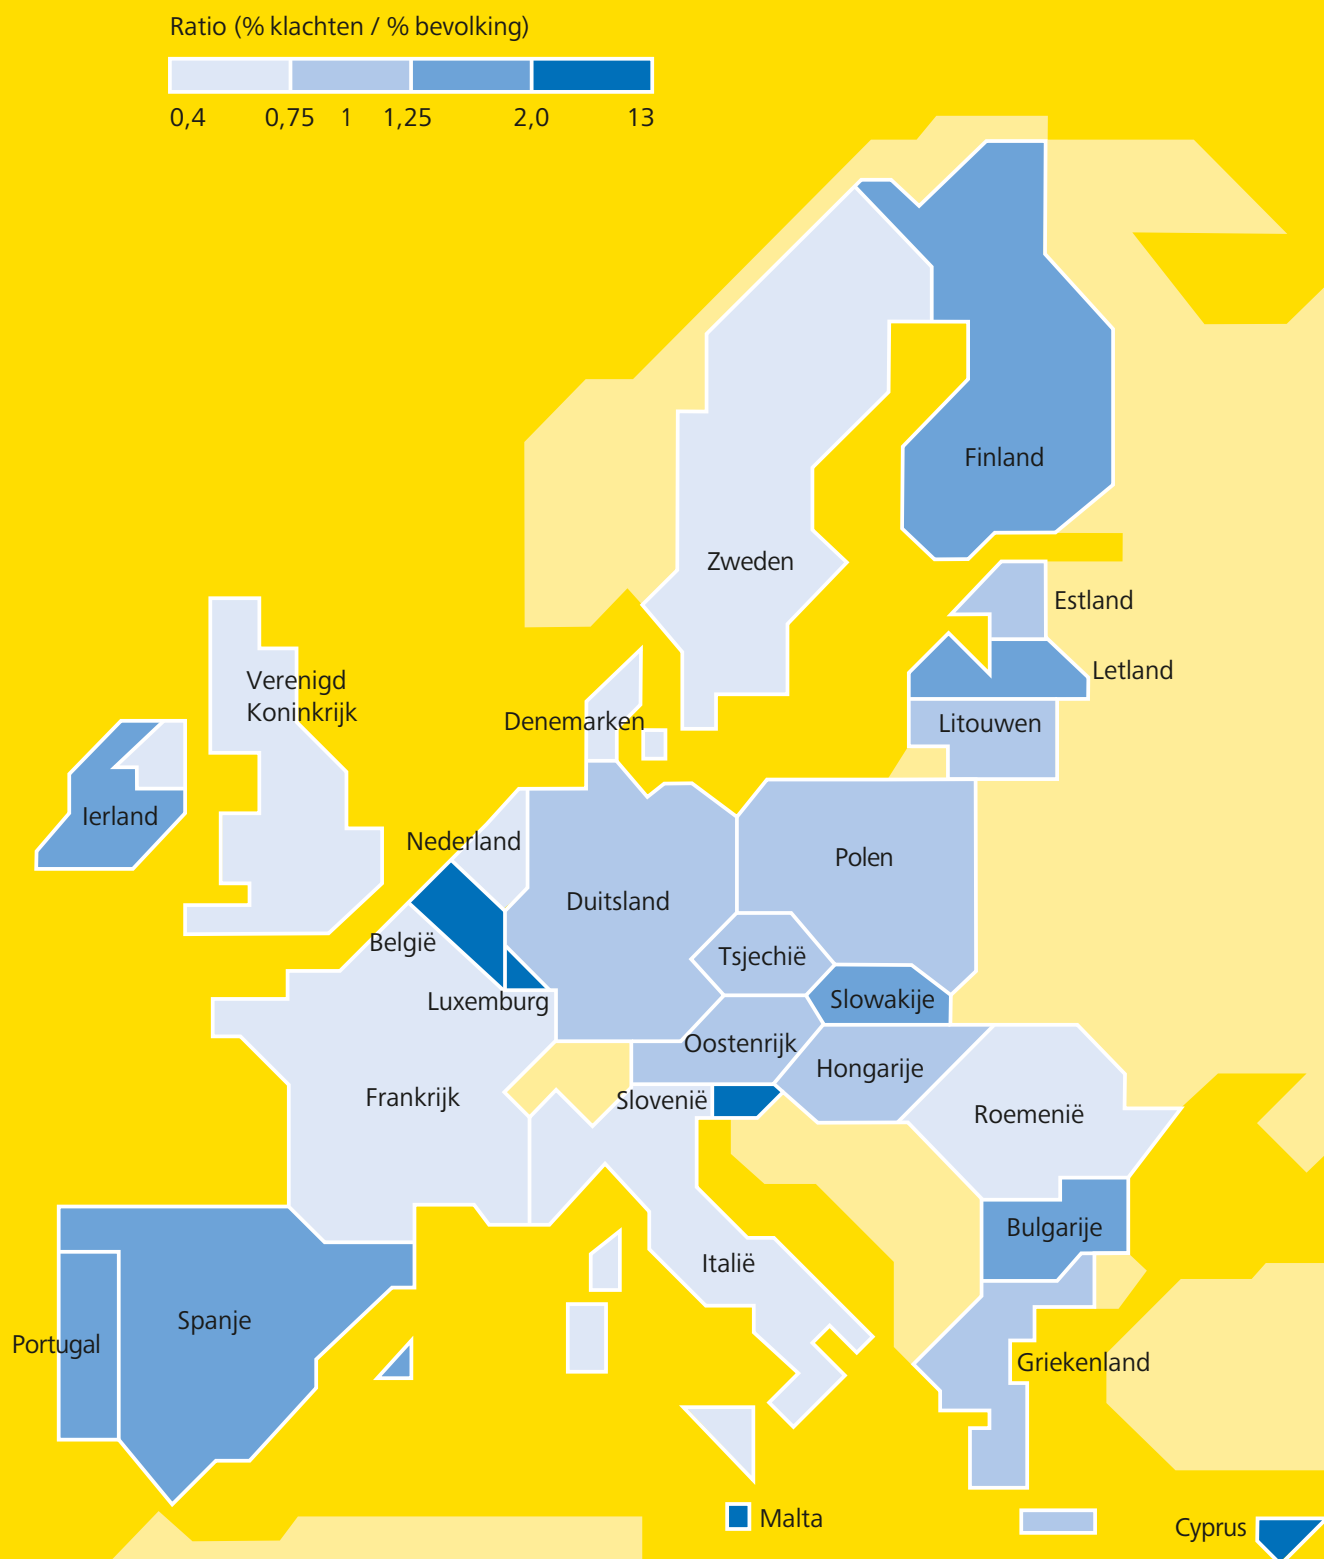 Ratio (% klachten / % bevolking)
0,4 0,75 1 1,25 2,0 13
Finland
Zweden
Estland
Letland
Verenigd
Koninkrijk
Denemarken
Litouwen
Ierland
Nederland
Polen
Duitsland
België
Tsjechië
Luxemburg
Slowakije
Oostenrijk
Hongarije
Frankrijk
Slovenië
Roemenië
Bulgarije
Italië
Spanje
Portugal
Griekenland
Malta
Cyprus